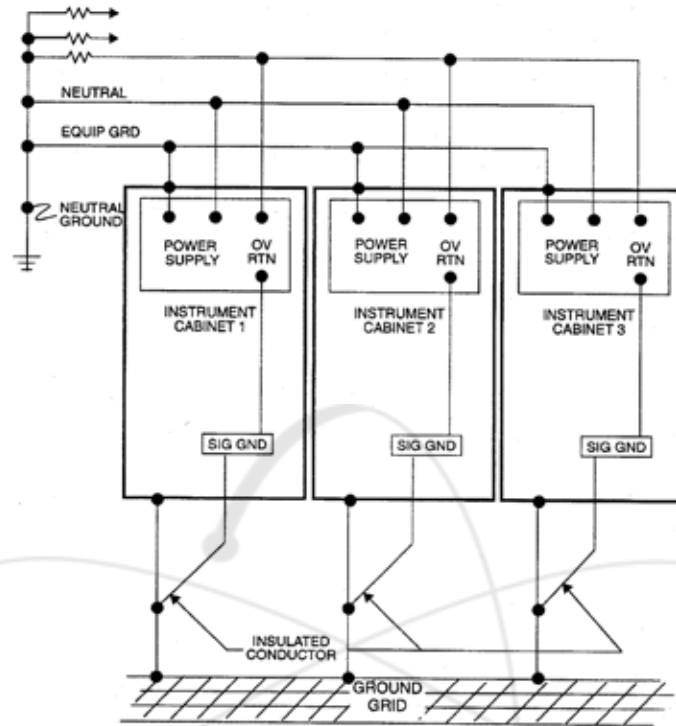 NEUTRAL
EQUIP GRD
NEUTRAL
GROUND
POWER
SUPPLY
OV
RTN
INSTRUMENT
CABINET 1
SIG GND
POWER
SUPPLY
OV
RTN
INSTRUMENT
CABINET 2
SIG GND
POWER
SUPPLY
OV
RTN
INSTRUMENT
CABINET 3
SIG GND
INSULATED
CONDUCTOR
GROUND
GRID